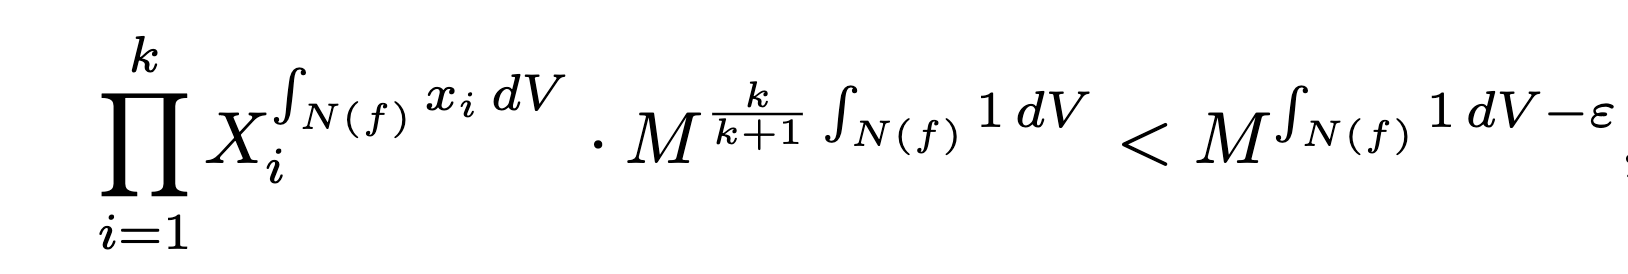 $$\prod_{i=1}^{k} X_i^{\int_{N(f)} x_i \, dV} \cdot M^{\frac{k}{k+1} \int_{N(f)} 1 \, dV} < M^{\int_{N(f)} 1 \, dV - \varepsilon}$$